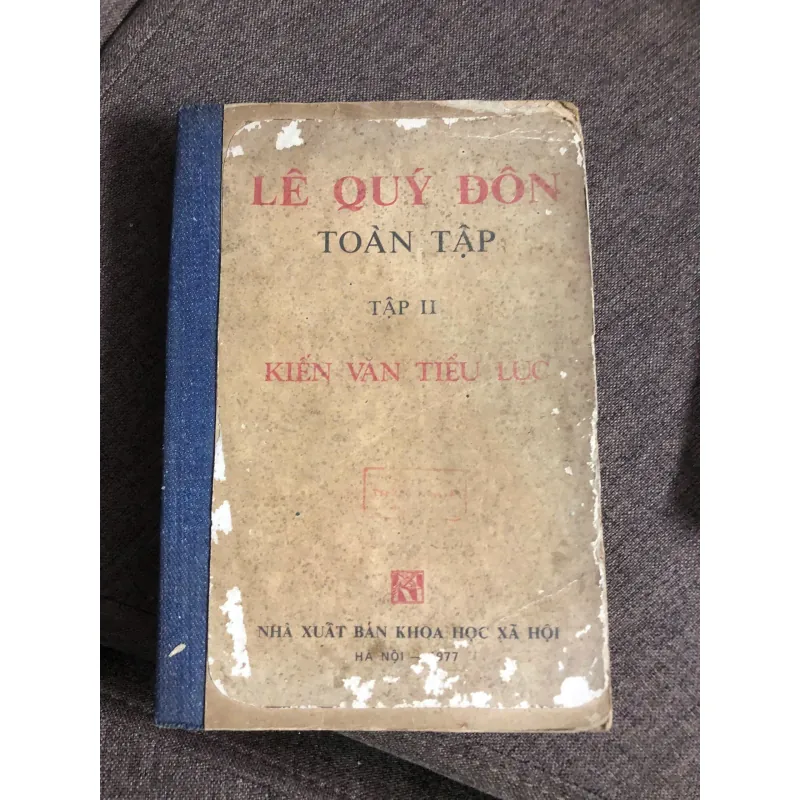 LÊ QUÝ ĐÔN
TOÀN TẬP
TẬP II
KIẾN VĂN TIỂU LỤC
NHÀ XUẤT BẢN KHOA HỌC XÃ HỘI
HÀ NỘI — 1977